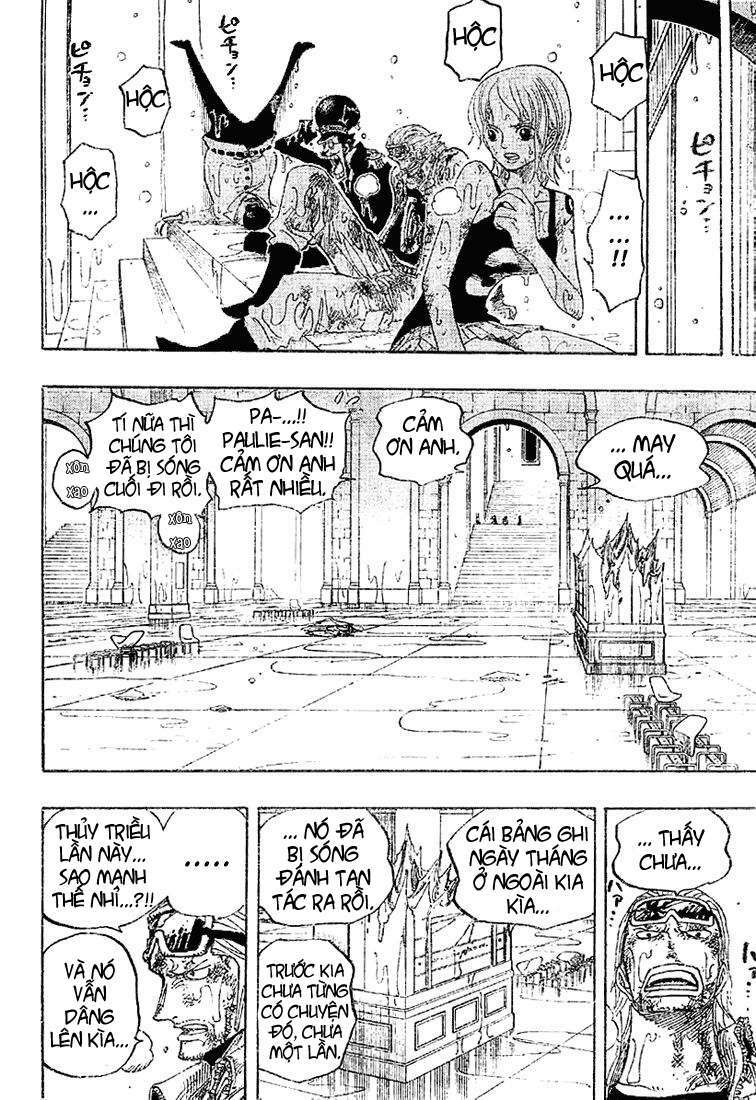 ピチョン…
HỘC
HỘC
...
...
!!
HỘC
HỘC
...
ピチョン…
ピチョン…
... MAY
QUÁ...
CẢM
ƠN ANH.
PA-...!!
PAULIE-SAN!!
CẢM ƠN ANH
RẤT NHIỀU.
TÍ NỮA THÌ
CHÚNG TÔI
ĐÃ BỊ SÓNG
CUỐI ĐI RỒI.
xôn
xao
xôn
xao
... THẤY
CHƯA...
CÁI BẢNG GHI
NGÀY THÁNG
Ở NGOÀI KIA
KÌA...
... NÓ ĐÃ
BỊ SÓNG
ĐÁNH TAN
TÁC RA RỒI.
TRƯỚC KIA
CHƯA TỪNG
CÓ CHUYỆN
ĐÓ, CHƯA
MỘT LẦN.
.....
THỦY TRIỀU
LẦN NÀY...
SAO MẠNH
THẾ NHỈ...?!!
VÀ NÓ
VẪN
DÂNG
LÊN KÌA...